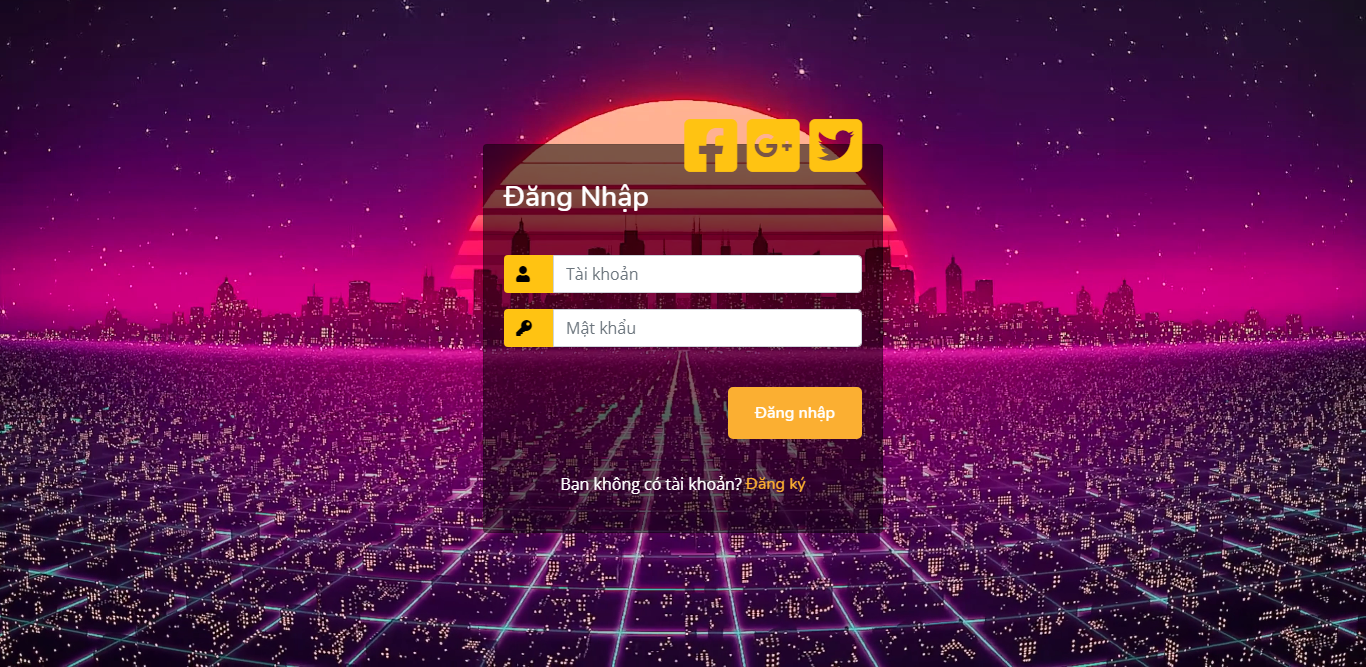 Đăng Nhập
Tài khoản
Mật khẩu
Đăng nhập
Bạn không có tài khoản? Đăng ký